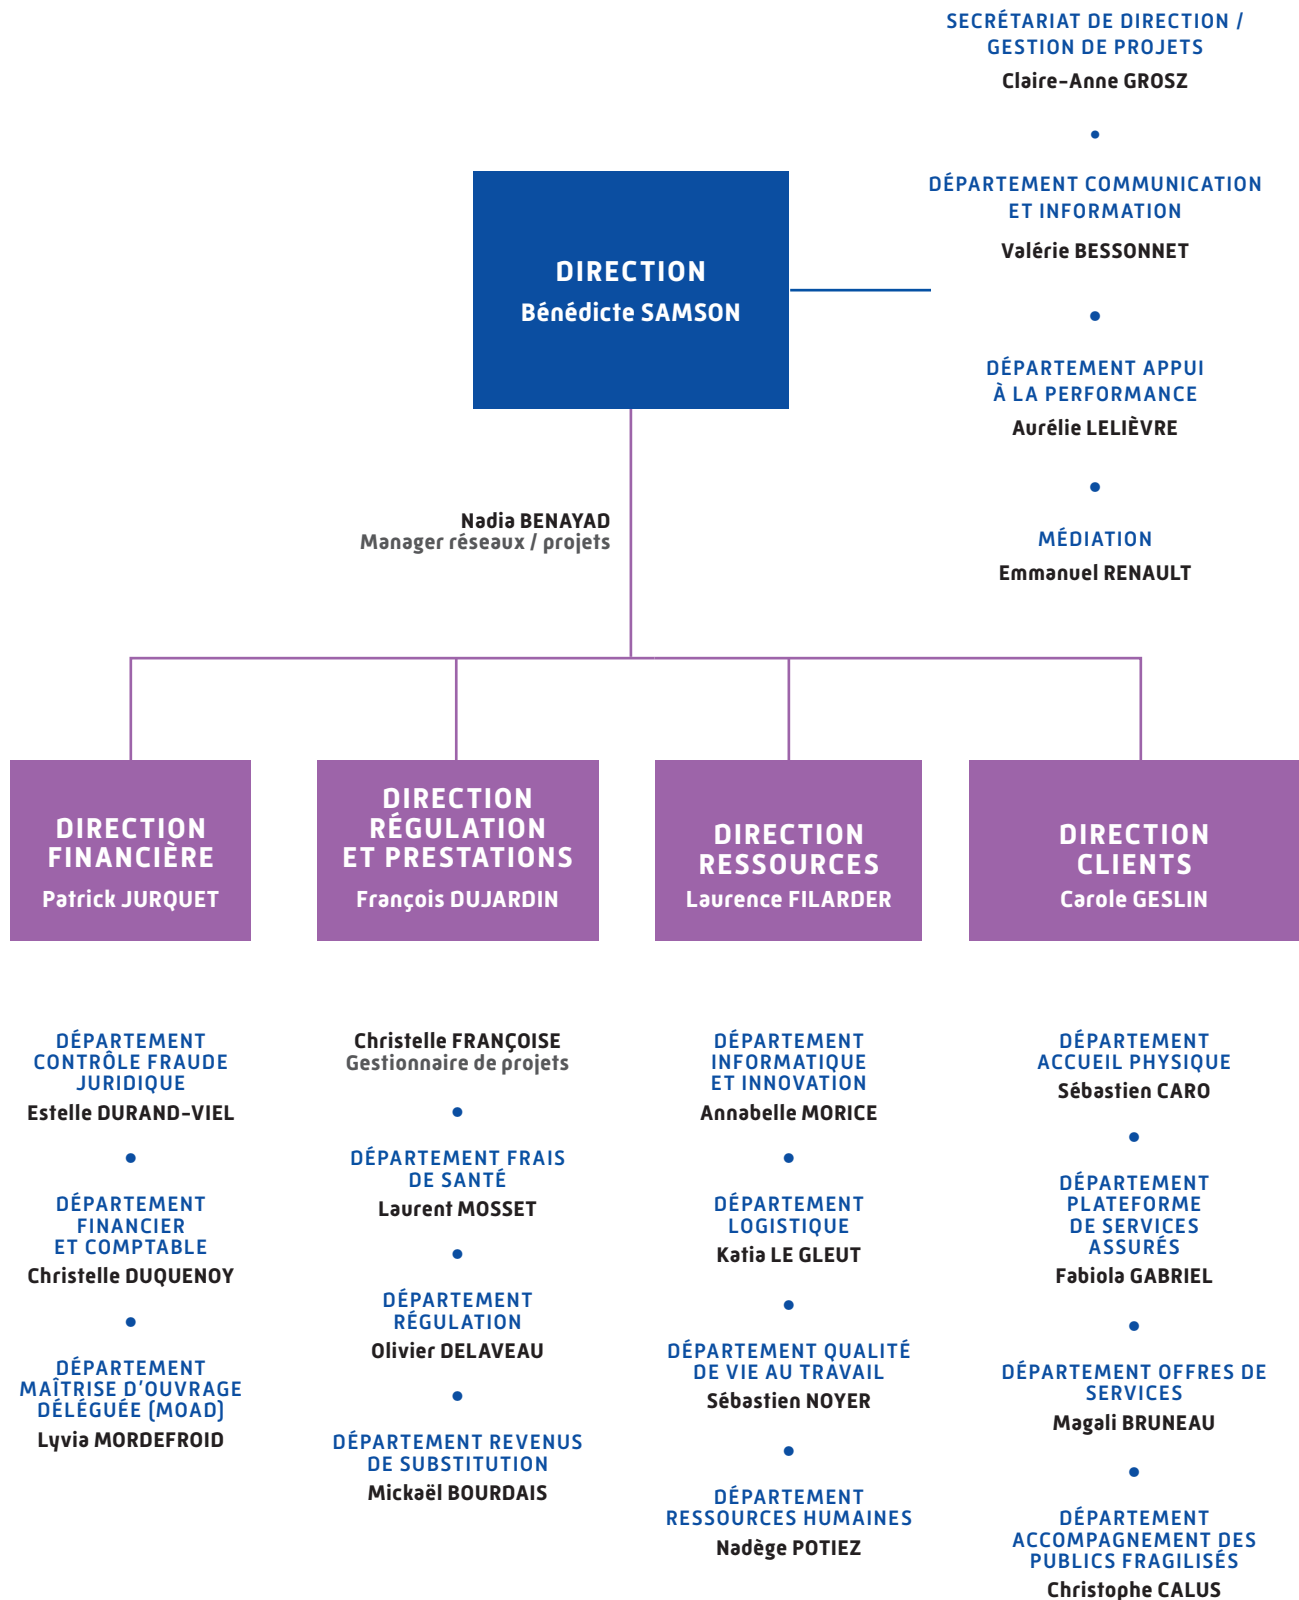 SECRÉTARIAT DE DIRECTION /
GESTION DE PROJETS
Claire-Anne GROSZ
•
DÉPARTEMENT COMMUNICATION
ET INFORMATION
Valérie BESSONNET
•
DÉPARTEMENT APPUI
À LA PERFORMANCE
Aurélie LELIÈVRE
•
MÉDIATION
Emmanuel RENAULT
DIRECTION
Bénédicte SAMSON
Nadia BENAYAD
Manager réseaux / projets
DIRECTION
FINANCIÈRE
Patrick JURQUET
DÉPARTEMENT
CONTRÔLE FRAUDE
JURIDIQUE
Estelle DURAND-VIEL
•
DÉPARTEMENT
FINANCIER
ET COMPTABLE
Christelle DUQUENOY
•
DÉPARTEMENT
MAÎTRISE D'OUVRAGE
DÉLÉGUÉE (MOAD)
Lyvia MORDEFROID
DIRECTION
RÉGULATION
ET PRESTATIONS
François DUJARDIN
Christelle FRANÇOISE
Gestionnaire de projets
•
DÉPARTEMENT FRAIS
DE SANTÉ
Laurent MOSSET
•
DÉPARTEMENT
RÉGULATION
Olivier DELAVEAU
•
DÉPARTEMENT REVENUS
DE SUBSTITUTION
Mickaël BOURDAIS
DIRECTION
RESSOURCES
Laurence FILARDER
DÉPARTEMENT
INFORMATIQUE
ET INNOVATION
Annabelle MORICE
•
DÉPARTEMENT
LOGISTIQUE
Katia LE GLEUT
•
DÉPARTEMENT QUALITÉ
DE VIE AU TRAVAIL
Sébastien NOYER
•
DÉPARTEMENT
RESSOURCES HUMAINES
Nadège POTIEZ
DIRECTION
CLIENTS
Carole GESLIN
DÉPARTEMENT
ACCUEIL PHYSIQUE
Sébastien CARO
•
DÉPARTEMENT
PLATEFORME
DE SERVICES
ASSURÉS
Fabiola GABRIEL
•
DÉPARTEMENT OFFRES DE
SERVICES
Magali BRUNEAU
•
DÉPARTEMENT
ACCOMPAGNEMENT DES
PUBLICS FRAGILISÉS
Christophe CALUS